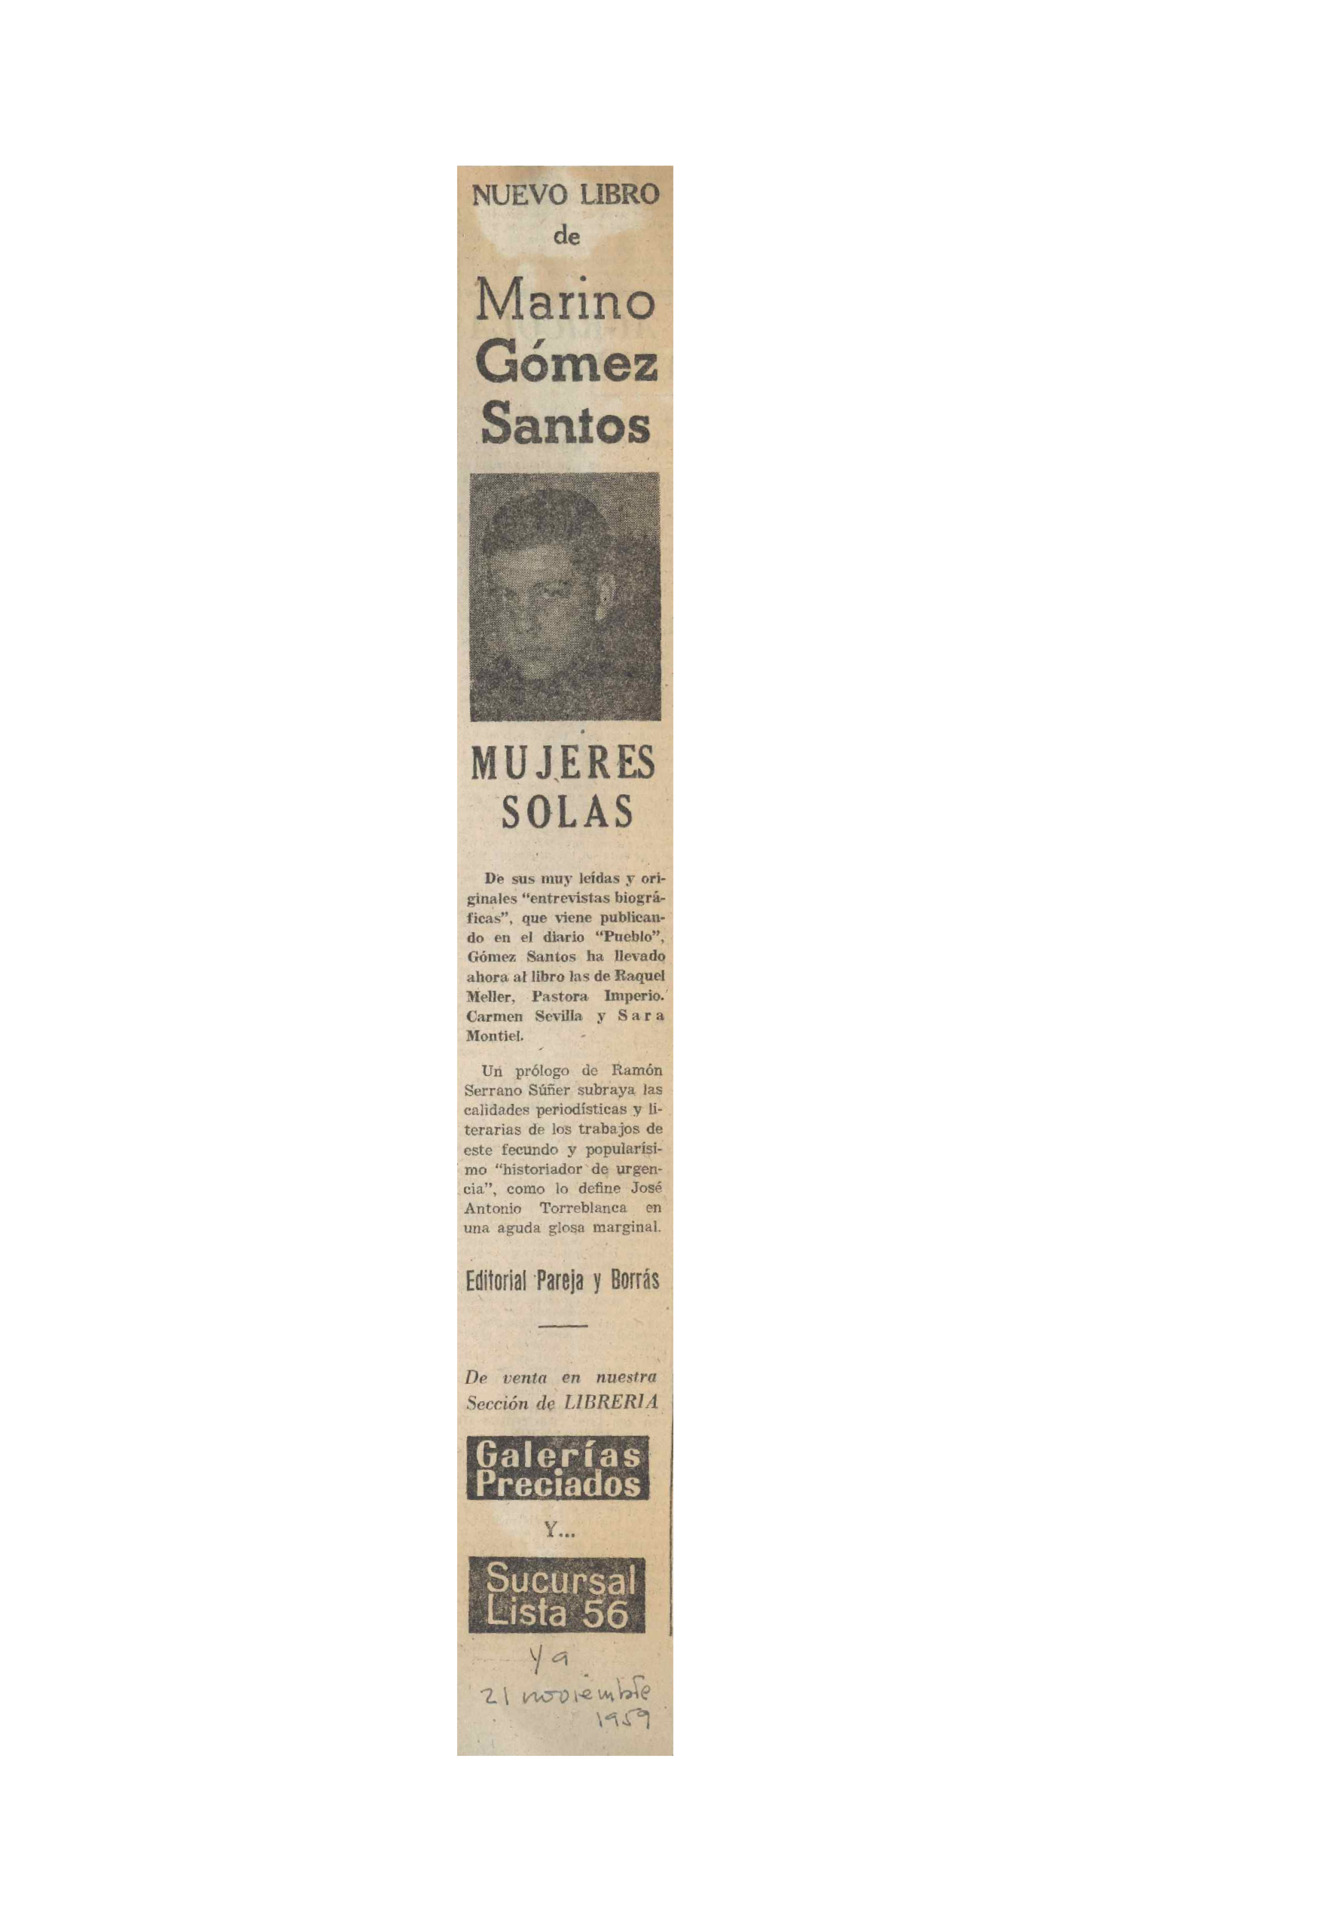 NUEVO LIBRO
de
Marino
Gómez
Santos
MUJERES
SOLAS
De sus muy leídas y ori-
ginales "entrevistas biográ-
ficas", que viene publican-
do en el diario "Pueblo",
Gómez Santos ha llevado
ahora al libro las de Raquel
Meller, Pastora Imperio.
Carmen Sevilla y Sara
Montiel.
Un prólogo de Ramón
Serrano Súñer subraya las
calidades periodísticas y li-
terarias de los trabajos de
este fecundo y popularísi-
mo "historiador de urgen-
cia", como lo define José
Antonio Torreblanca en
una aguda glosa marginal.
Editorial Pareja y Borrás
De venta en nuestra
Sección de LIBRERIA
Galerías
Preciados
Y...
Sucursal
Lista 56
Ya
21 noviembre
1959